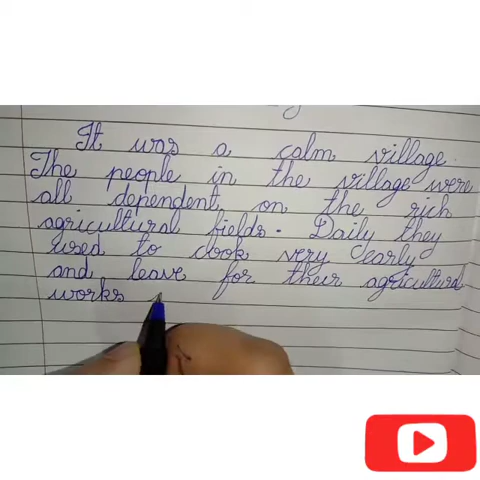 It was a calm village.
The people in the village were
all dependent on the rich
agricultural fields. Daily they
used to cook very early
and leave for their agricultural
works